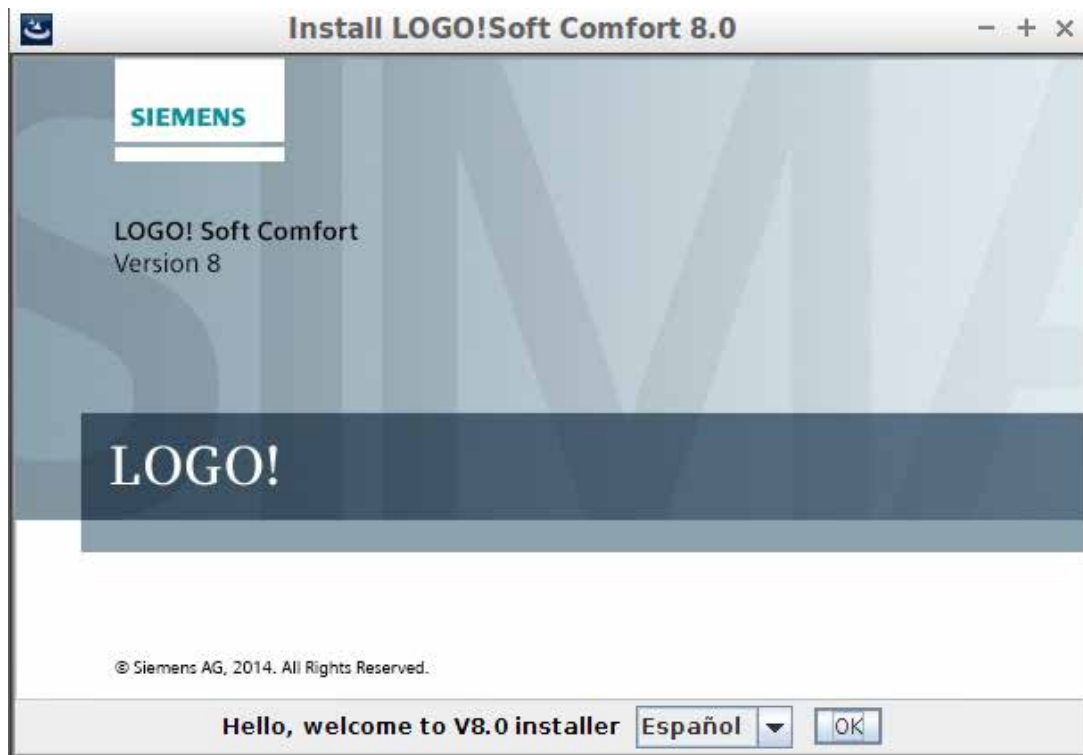 Install LOGO!Soft Comfort 8.0
SIEMENS
LOGO! Soft Comfort
Version 8
LOGO!
© Siemens AG, 2014. All Rights Reserved.
Hello, welcome to V8.0 installer Español OK